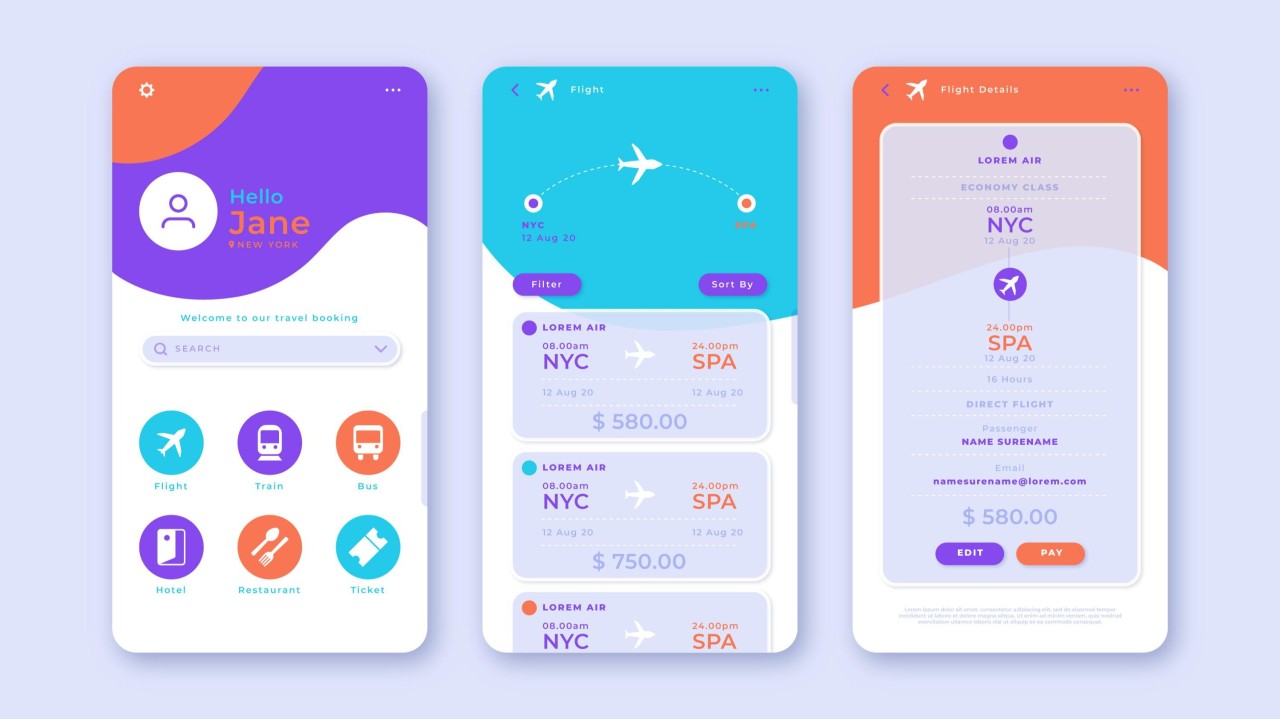 Hello
Jane
NEW YORK
Welcome to our travel booking
SEARCH
Flight
Train
Bus
Hotel
Restaurant
Ticket
Flight
NYC
12 Aug 20
Filter
Sort By
LOREM AIR
08.00am
24.00pm
NYC
SPA
12 Aug 20
12 Aug 20
$ 580.00
LOREM AIR
08.00am
24.00pm
NYC
SPA
12 Aug 20
12 Aug 20
$ 750.00
LOREM AIR
08.00am
24.00pm
NYC
SPA
Flight Details
LOREM AIR
ECONOMY CLASS
08.00am
NYC
12 Aug 20
24.00pm
SPA
12 Aug 20
16 Hours
DIRECT FLIGHT
Passenger
NAME SURENAME
Email
namesurename@lorem.com
$ 580.00
EDIT
PAY
Lorem ipsum dolor sit amet, consectetur adipiscing elit, sed do eiusmod tempor
incididunt ut labore et dolore magna aliqua. Ut enim ad minim veniam, quis nostrud
exercitation ullamco laboris nisi ut aliquip ex ea commodo consequat.